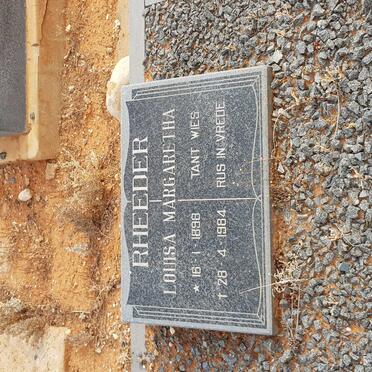 RHEEDER
LOUISA MARGARETHA
* 16 - 1 - 1898
† 28 - 4 - 1984
TANT WIES
RUS IN VREDE